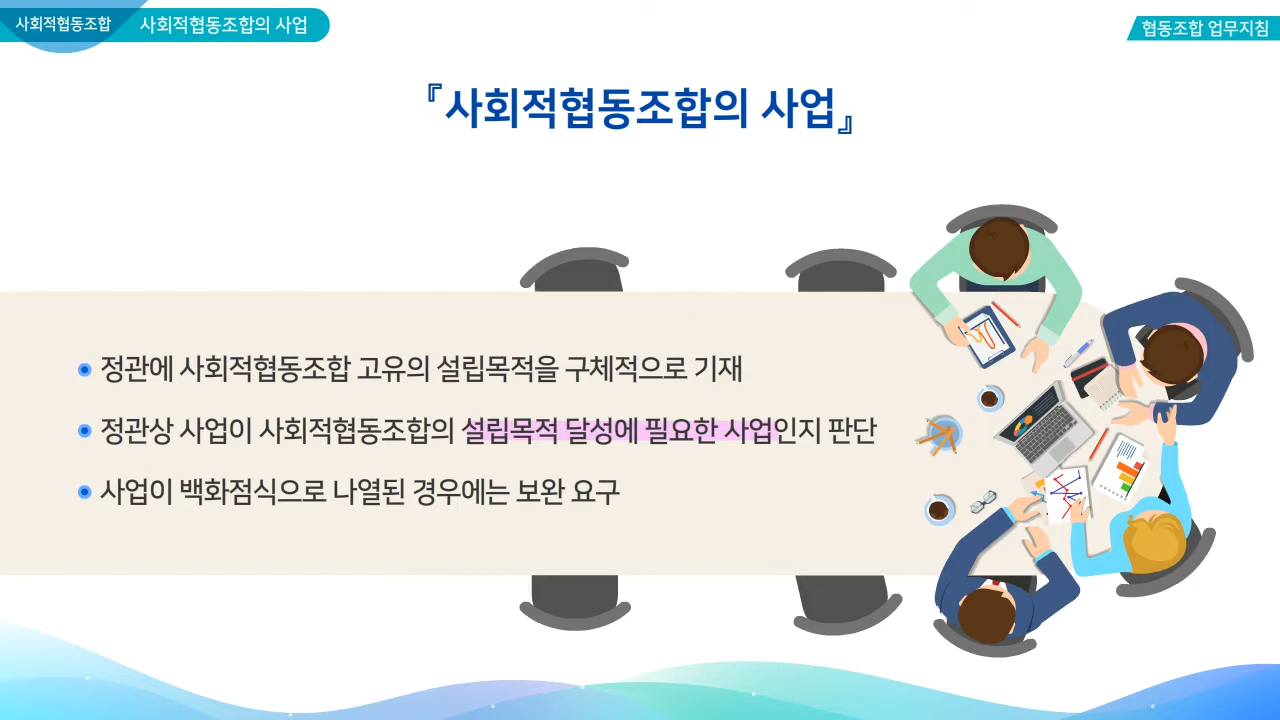 사회적협동조합 사회적협동조합의 사업
협동조합 업무지침
『사회적협동조합의 사업』
정관에 사회적협동조합 고유의 설립목적을 구체적으로 기재
정관상 사업이 사회적협동조합의 설립목적 달성에 필요한 사업인지 판단
사업이 백화점식으로 나열된 경우에는 보완 요구